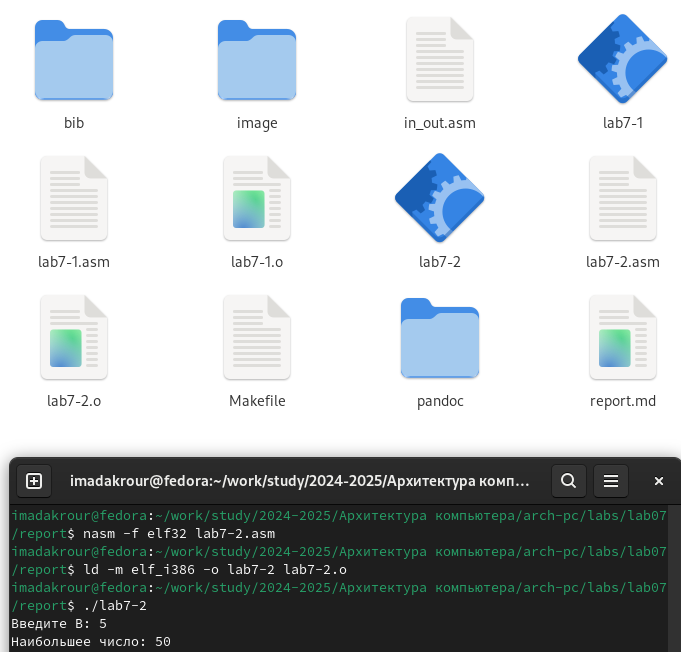 bib
image
in_out.asm
lab7-1
lab7-1.asm
lab7-1.o
lab7-2
lab7-2.asm
lab7-2.o
Makefile
pandoc
report.md
imadakrour@fedora:~/work/study/2024-2025/Архитектура комп…
imadakrour@fedora:~/work/study/2024-2025/Архитектура компьютера/arch-pc/labs/lab07
/report$ nasm -f elf32 lab7-2.asm
imadakrour@fedora:~/work/study/2024-2025/Архитектура компьютера/arch-pc/labs/lab07
/report$ ld -m elf_i386 -o lab7-2 lab7-2.o
imadakrour@fedora:~/work/study/2024-2025/Архитектура компьютера/arch-pc/labs/lab07
/report$ ./lab7-2
Введите B: 5
Наибольшее число: 50